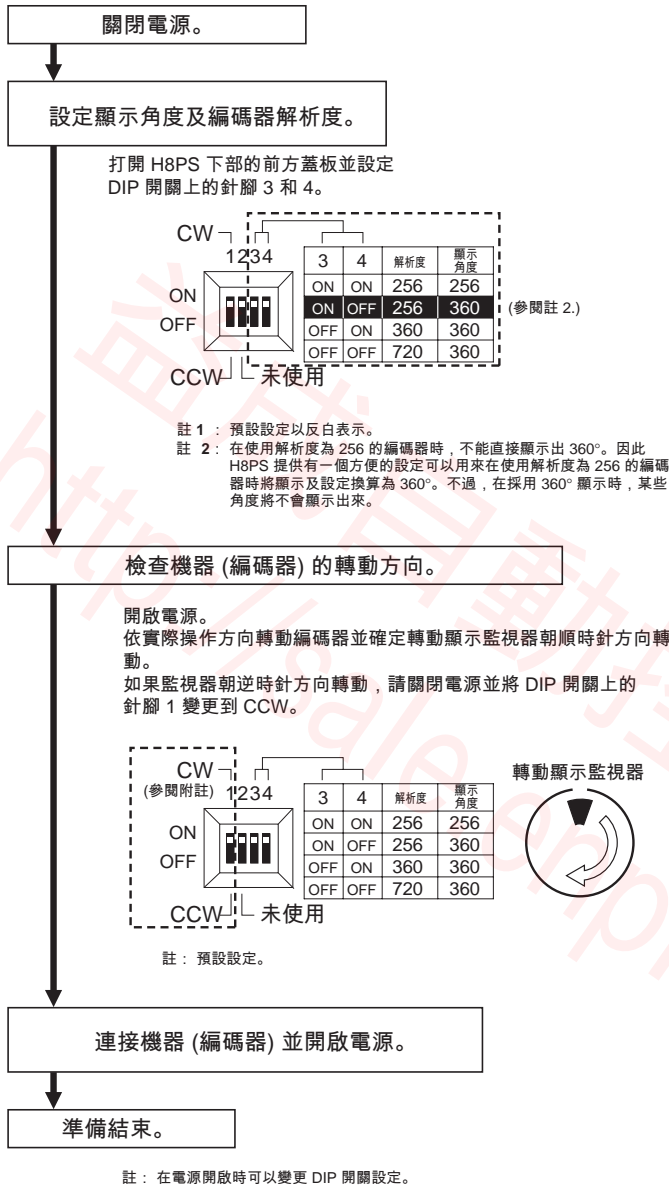 關閉電源。
設定顯示角度及編碼器解析度。
打開 H8PS 下部的前方蓋板並設定
DIP 開關上的針腳 3 和 4。
CW
1234
ON
OFF
CCW
未使用
3 4 解析度 顯示角度
ON ON 256 256
ON OFF 256 360
OFF ON 360 360
OFF OFF 720 360
(參閱註 2.)
註 1 : 預設設定以反白表示。
註 2 : 在使用解析度為 256 的編碼器時，不能直接顯示出 360°。因此
H8PS 提供有一個方便的設定可以用來在使用解析度為 256 的編碼
器時將顯示及設定換算為 360°。不過，在採用 360° 顯示時，某些
角度將不會顯示出來。
檢查機器 (編碼器) 的轉動方向。
開啟電源。
依實際操作方向轉動編碼器並確定轉動顯示監視器朝順時針方向轉
動。
如果監視器朝逆時針方向轉動，請關閉電源並將 DIP 開關上的
針腳 1 變更到 CCW。
CW
(參閱附註)
1234
ON
OFF
CCW
未使用
3 4 解析度 顯示角度
ON ON 256 256
ON OFF 256 360
OFF ON 360 360
OFF OFF 720 360
轉動顯示監視器
註： 預設設定。
連接機器 (編碼器) 並開啟電源。
準備結束。
註： 在電源開啟時可以變更 DIP 開關設定。